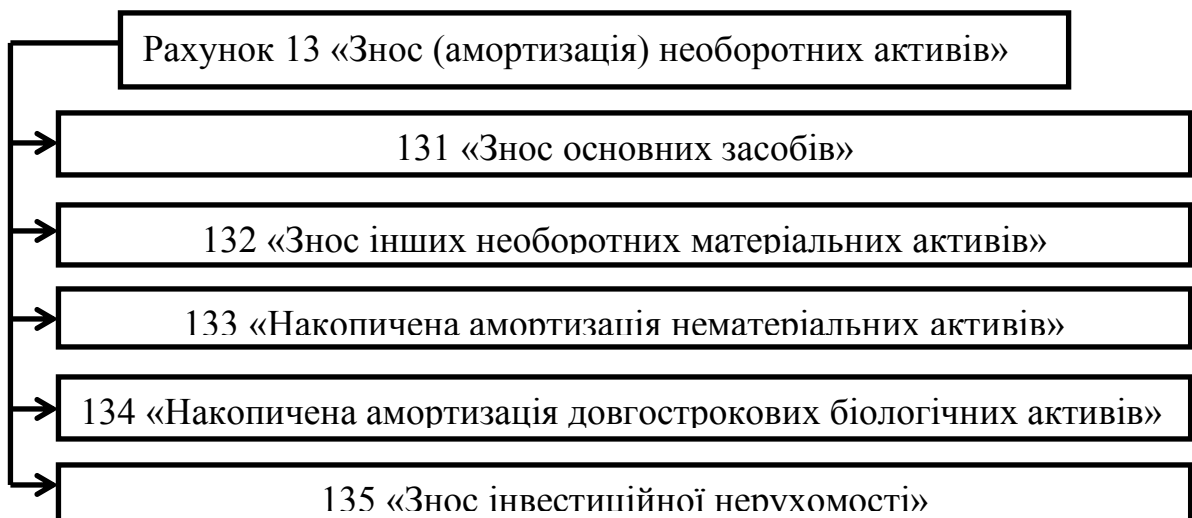 Рахунок 13 «Знос (амортизація) необоротних активів»
131 «Знос основних засобів»
132 «Знос інших необоротних матеріальних активів»
133 «Накопичена амортизація нематеріальних активів»
134 «Накопичена амортизація довгострокових біологічних активів»
135 «Знос інвестиційної нерухомості»